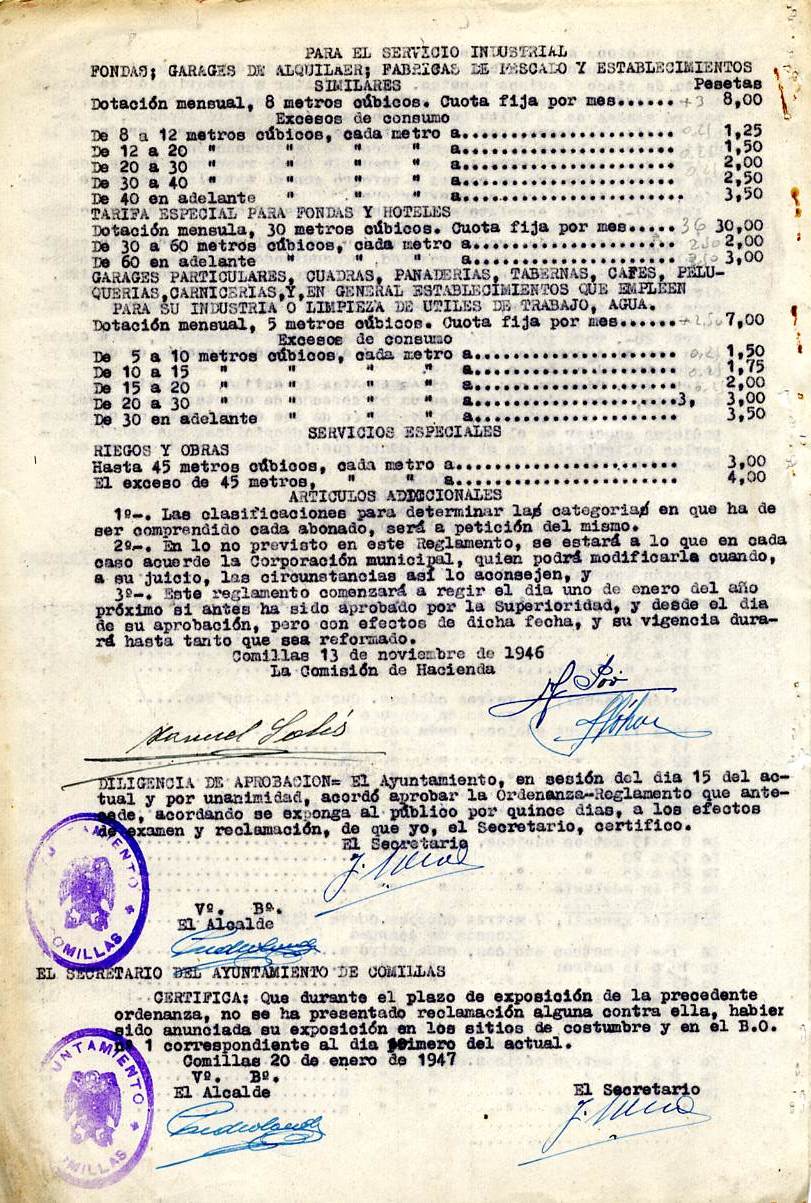 PARA EL SERVICIO INDUSTRIAL
FONDAS; GARAGES DE ALQUILAER; FABRICAS DE PESCADO Y ESTABLECIMIENTOS
SIMILARES Pesetas
Dotación mensual, 8 metros cúbicos. Cuota fija por mes...... +3 8,00
Excesos de consumo
De 8 a 12 metros cúbicos, cada metro a....................... 1,25
De 12 a 20 " " " " a....................... 1,50
De 20 a 30 " " " " a....................... 2,00
De 30 a 40 " " " " a....................... 2,50
De 40 en adelante " " " " a....................... 3,50
TARIFA ESPECIAL PARA FONDAS Y HOTELES
Dotación mensula, 30 metros cúbicos. Cuota fija por mes..... 36 30,00
De 30 a 60 metros cúbicos, cada metro a..................... 2,00
De 60 en adelante " " " a..................... 3,00
GARAGES PARTICULARES, CUADRAS, PANADERIAS, TABERNAS, CAFES, PELU-
QUERIAS,CARNICERIAS,Y,EN GENERAL ESTABLECIMIENTOS QUE EMPLEEN
PARA SU INDUSTRIA O LIMPIEZA DE UTILES DE TRABAJO, AGUA.
Dotación mensual, 5 metros cúbicos. Cuota fija por mes...... +2,50 7,00
Excesos de consumo
De 5 a 10 metros cúbicos, cada metro a..................... 1,50
De 10 a 15 " " " " a..................... 1,75
De 15 a 20 " " " " a..................... 2,00
De 20 a 30 " " " " a.....................3, 3,00
De 30 en adelante " " " a..................... 3,50
SERVICIOS ESPECIALES
RIEGOS Y OBRAS
Hasta 45 metros cúbicos, cada metro a....................... 3,00
El exceso de 45 metros, " " a....................... 4,00
ARTICULOS ADICCIONALES
1º-. Las clasificaciones para determinar las categorias en que ha de
ser comprendido cada abonado, será a petición del mismo.
2º-. En lo no previsto en este Reglamento, se estará a lo que en cada
caso acuerde la Corporación municipal, quien podrá modificarla cuando,
a su juicio, las circunstancias así lo aconsejen, y
3º-. Este reglamento comenzará a regir el dia uno de enero del año
próximo si antes ha sido aprobado por la Superioridad, y desde el dia
de su aprobación, pero con efectos de dicha fecha, y su vigencia dura-
rá hasta tanto que sea reformado.
Comillas 13 de noviembre de 1946
La Comisión de Hacienda
Manuel Solís
DILIGENCIA DE APROBACION= El Ayuntamiento, en sesión del dia 15 del ac-
tual y por unanimidad, acordó aprobar la Ordenanza-Reglamento que ante-
cede, acordando se exponga al público por quince dias, a los efectos
de examen y reclamación, de que yo, el Secretario, certifico.
El Secretario
Vº. Bº.
El Alcalde
AYUNTAMIENTO * COMILLAS
EL SECRETARIO DEL AYUNTAMIENTO DE COMILLAS
CERTIFICA: Que durante el plazo de exposición de la precedente
ordenanza, no se ha presentado reclamación alguna contra ella, habien
sido anunciada su exposición en los sitios de costumbre y en el B.O.
nº 1 correspondiente al dia primero del actual.
Comillas 20 de enero de 1947
Vº. Bº.
El Alcalde El Secretario
AYUNTAMIENTO * COMILLAS